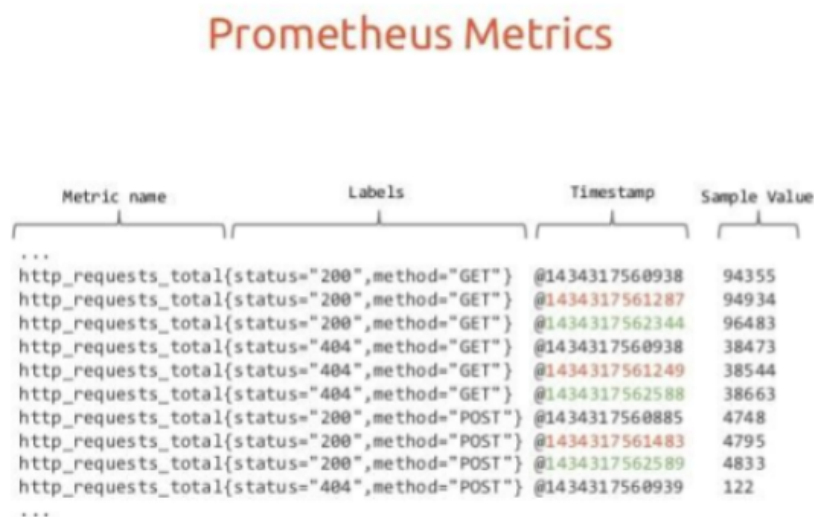 Prometheus Metrics
Metric name Labels Timestamp Sample Value
...
http_requests_total{status="200",method="GET"} @1434317560938 94355
http_requests_total{status="200",method="GET"} @1434317561287 94934
http_requests_total{status="200",method="GET"} @1434317562344 96483
http_requests_total{status="404",method="GET"} @1434317560938 38473
http_requests_total{status="404",method="GET"} @1434317561249 38544
http_requests_total{status="404",method="GET"} @1434317562588 38663
http_requests_total{status="200",method="POST"} @1434317560885 4748
http_requests_total{status="200",method="POST"} @1434317561483 4795
http_requests_total{status="200",method="POST"} @1434317562589 4833
http_requests_total{status="404",method="POST"} @1434317560939 122
...